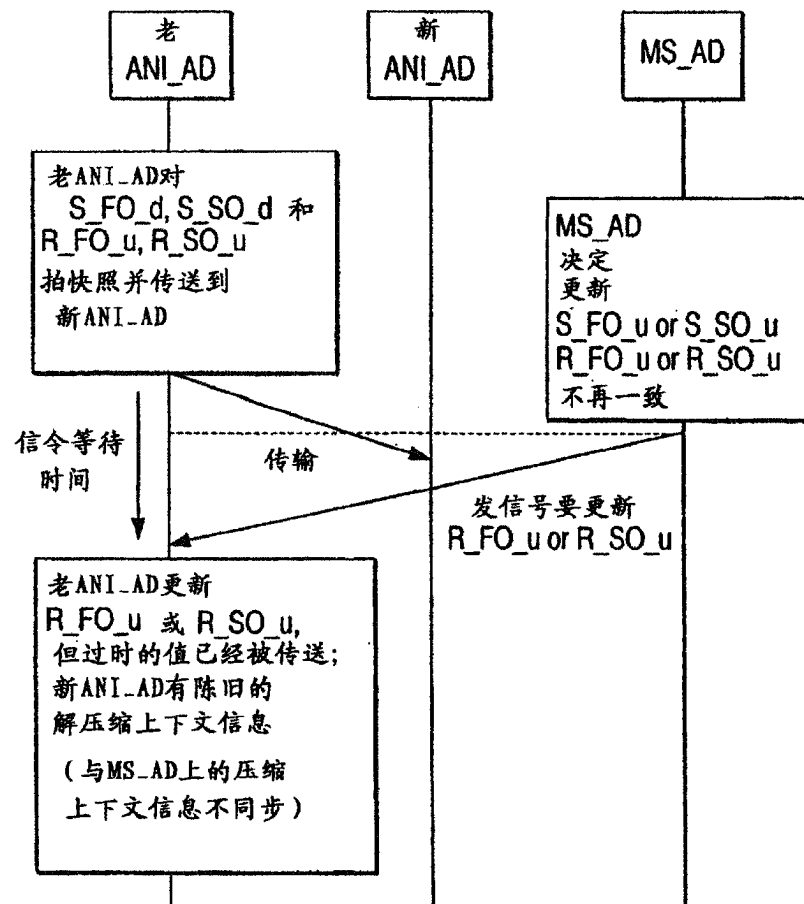 老
ANI_AD
新
ANI_AD
MS_AD
老ANI_AD对
S_FO_d, S_SO_d 和
R_FO_u, R_SO_u
拍快照并传送到
新ANI_AD
MS_AD
决定
更新
S_FO_u or S_SO_u
R_FO_u or R_SO_u
不再一致
信令等待
时间
传输
发信号要更新
R_FO_u or R_SO_u
老ANI_AD更新
R_FO_u 或 R_SO_u,
但过时的值已经被传送;
新ANI_AD有陈旧的
解压缩上下文信息
(与MS_AD上的压缩
上下文信息不同步)